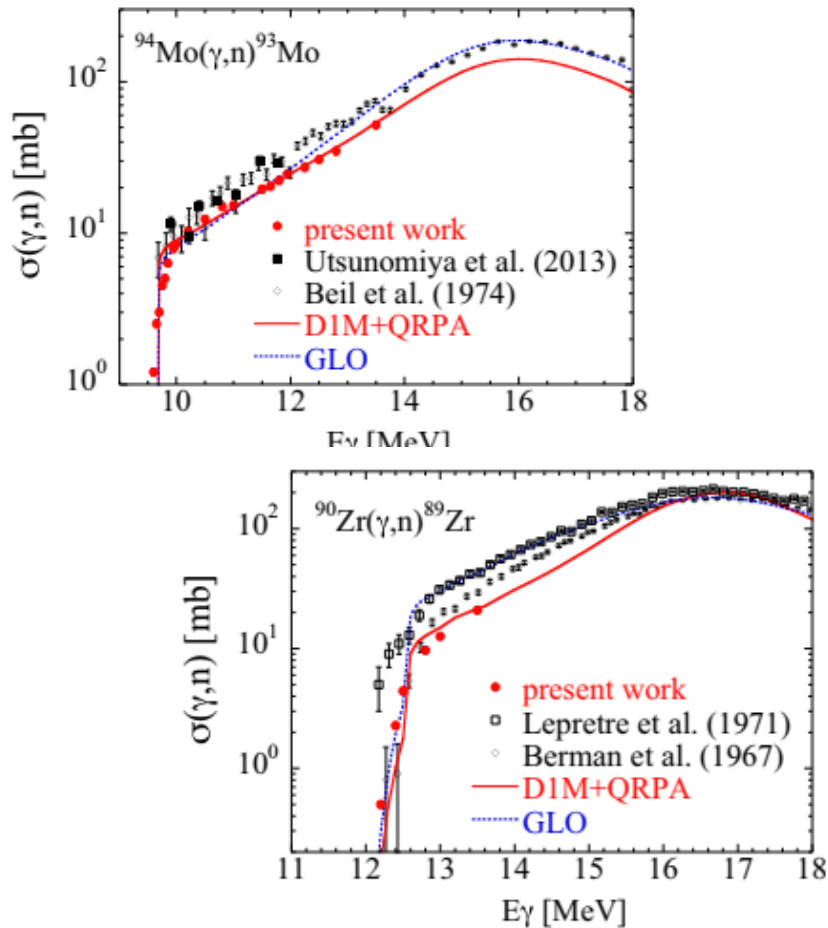 ⁹⁴Mo(γ,n)⁹³Mo
σ(γ,n) [mb]
10²
10¹
10⁰
present work
Utsunomiya et al. (2013)
Beil et al. (1974)
D1M+QRPA
GLO
10 12 14 16 18
Eγ [MeV]
⁹⁰Zr(γ,n)⁸⁹Zr
σ(γ,n) [mb]
10²
10¹
10⁰
present work
Lepretre et al. (1971)
Berman et al. (1967)
D1M+QRPA
GLO
11 12 13 14 15 16 17 18
Eγ [MeV]